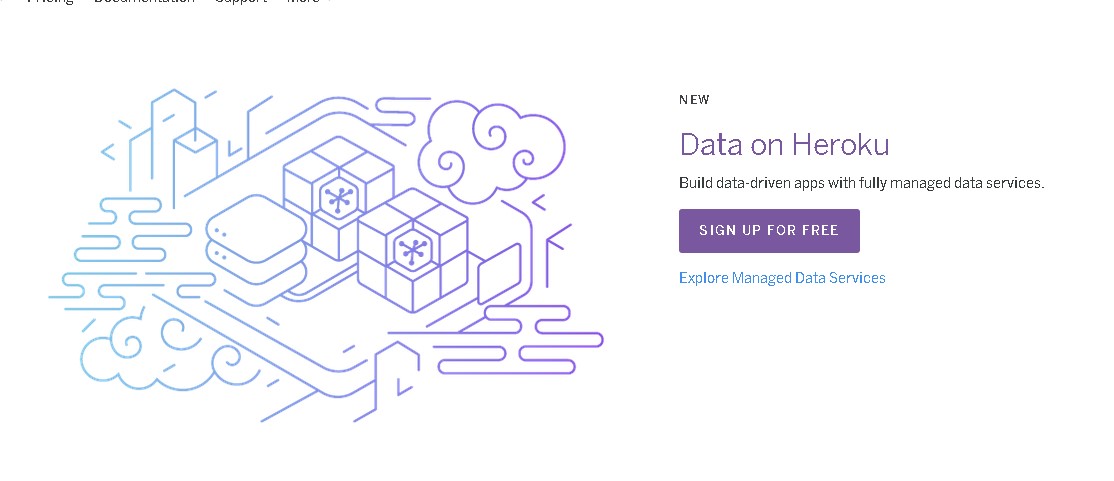 Pricing Documentation Support More
NEW
Data on Heroku
Build data-driven apps with fully managed data services.
SIGN UP FOR FREE
Explore Managed Data Services